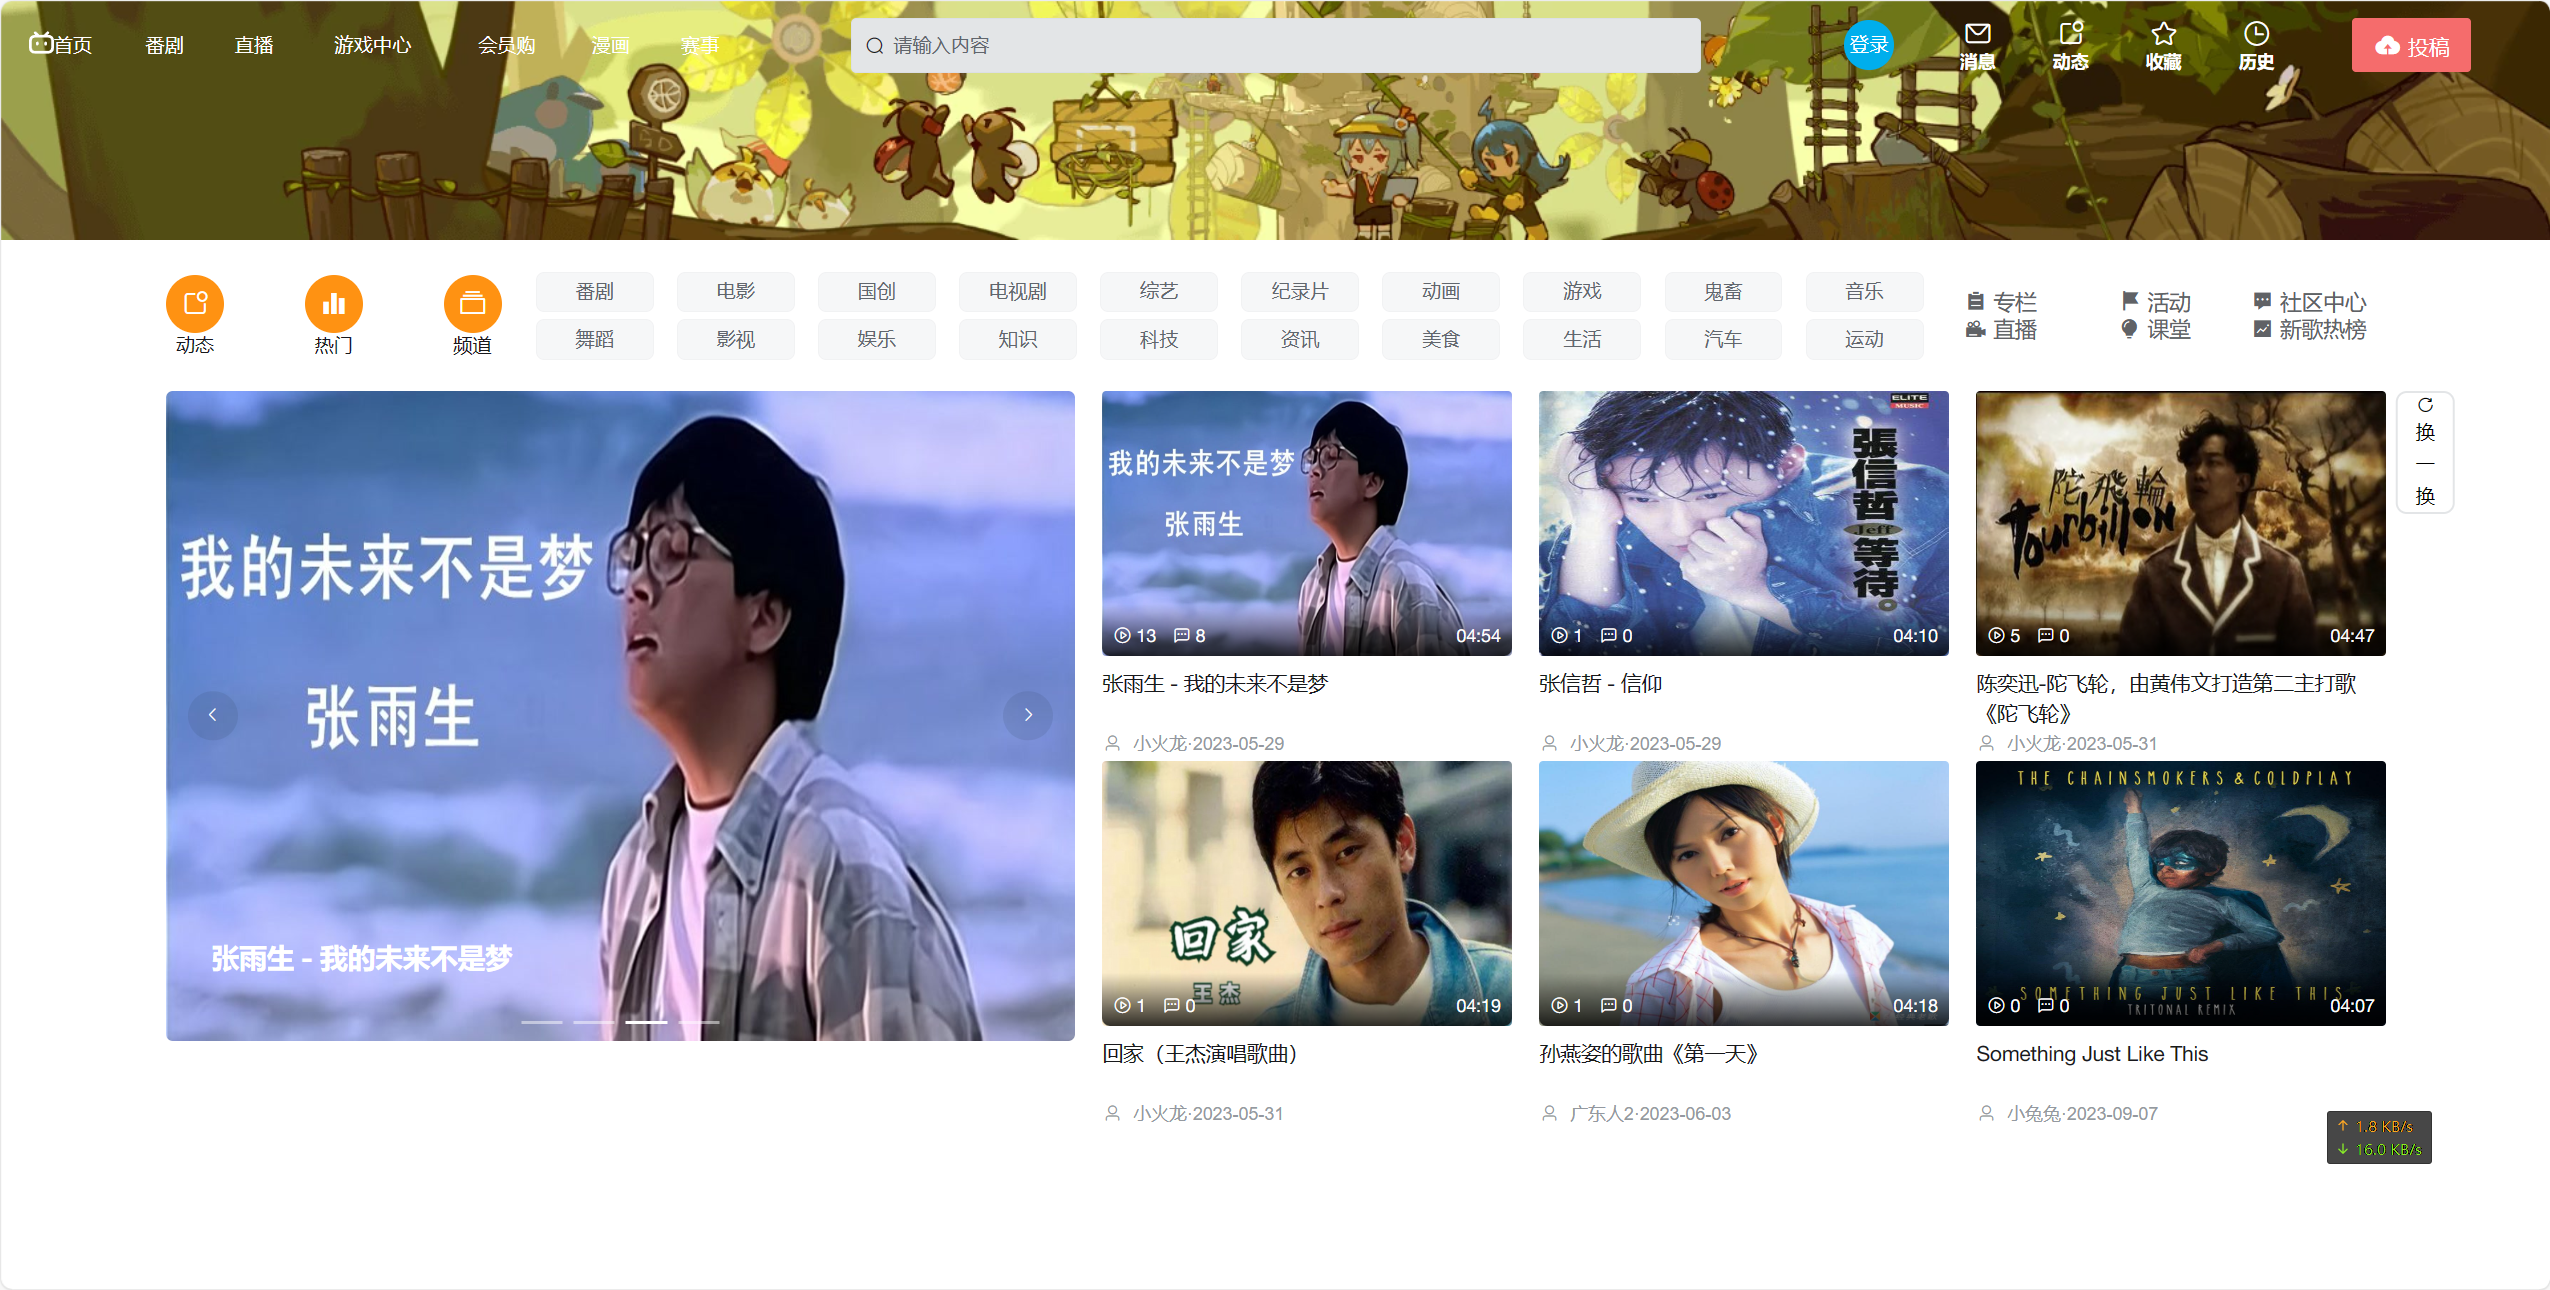 首页 番剧 直播 游戏中心 会员购 漫画 赛事 请输入内容 登录 消息 动态 收藏 历史 投稿
动态 热门 频道
番剧 电影 国创 电视剧 综艺 纪录片 动画 游戏 鬼畜 音乐
舞蹈 影视 娱乐 知识 科技 资讯 美食 生活 汽车 运动
专栏 活动 社区中心
直播 课堂 新歌热榜
我的未来不是梦
张雨生
张雨生 - 我的未来不是梦
我的未来不是梦
张雨生
13 8 04:54
张雨生 - 我的未来不是梦
小火龙·2023-05-29
ELITE
MUSIC
張信哲
Jeff
等待。
1 0 04:10
张信哲 - 信仰
小火龙·2023-05-29
陀飛輪
Tourbillon
5 0 04:47
陈奕迅-陀飞轮，由黄伟文打造第二主打歌
《陀飞轮》
小火龙·2023-05-31
换
一
换
回家
王杰
1 0 04:19
回家（王杰演唱歌曲）
小火龙·2023-05-31
1 0 04:18
孙燕姿的歌曲《第一天》
广东人2·2023-06-03
THE CHAINSMOKERS & COLDPLAY
SOMETHING JUST LIKE THIS
TRITONAL REMIX
0 0 04:07
Something Just Like This
小兔兔·2023-09-07
↑ 1.8 KB/s
↓ 16.0 KB/s